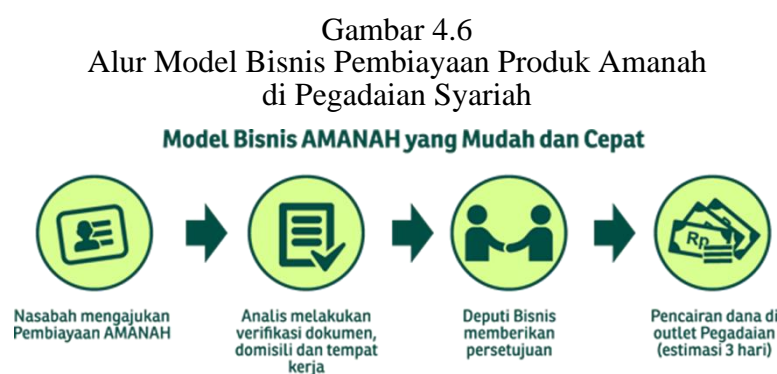 Gambar 4.6
Alur Model Bisnis Pembiayaan Produk Amanah
di Pegadaian Syariah
Model Bisnis AMANAH yang Mudah dan Cepat
Rp
Nasabah mengajukan
Pembiayaan AMANAH
Analis melakukan
verifikasi dokumen,
domisili dan tempat
kerja
Deputi Bisnis
memberikan
persetujuan
Pencairan dana di
outlet Pegadaian
(estimasi 3 hari)